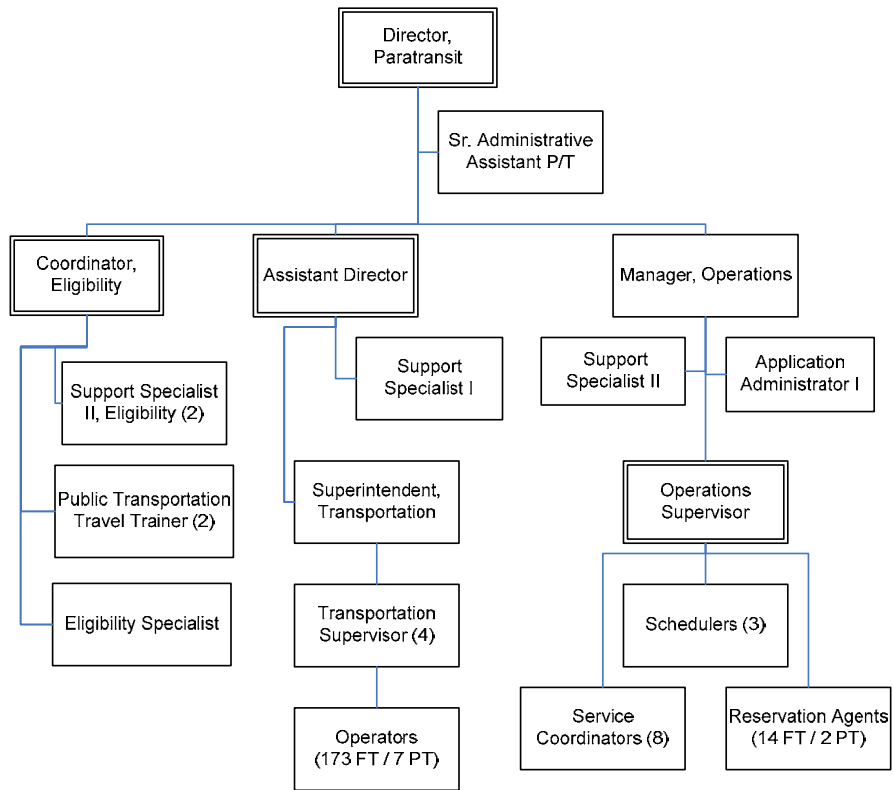 Director,
Paratransit
Sr. Administrative
Assistant P/T
Coordinator,
Eligibility
Assistant Director
Manager, Operations
Support Specialist
II, Eligibility (2)
Support
Specialist I
Support
Specialist II
Application
Administrator I
Public Transportation
Travel Trainer (2)
Superintendent,
Transportation
Operations
Supervisor
Eligibility Specialist
Transportation
Supervisor (4)
Schedulers (3)
Operators
(173 FT / 7 PT)
Service
Coordinators (8)
Reservation Agents
(14 FT / 2 PT)